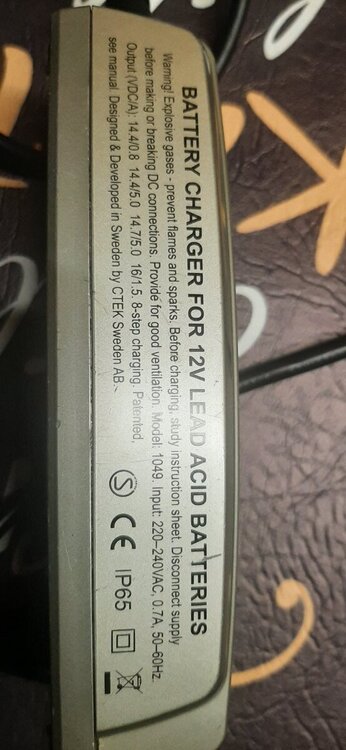 BATTERY CHARGER FOR 12V LEAD ACID BATTERIES
Warning! Explosive gases - prevent flames and sparks. Before charging, study instruction sheet. Disconnect supply
before making or breaking DC connections. Provide for good ventilation. Model: 1049. Input: 220–240VAC, 0.7A, 50–60Hz.
Output (VDC/A): 14.4/0.8 14.4/5.0 14.7/5.0 16/1.5. 8-step charging. Patented,
see manual. Designed & Developed in Sweden by CTEK Sweden AB.
S CE IP65